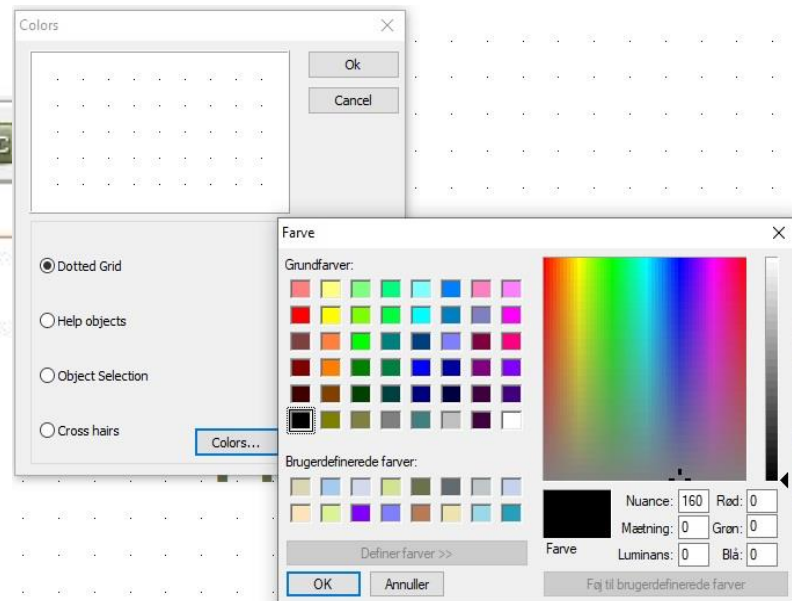 Colors
Ok
Cancel
Dotted Grid
Help objects
Object Selection
Cross hairs
Colors...
Farve
Grundfarver:
Brugerdefinerede farver:
Definer farver >>
OK
Annuller
Farve
Nuance: 160 Rød: 0
Mætning: 0 Grøn: 0
Luminans: 0 Blå: 0
Føj til brugerdefinerede farver